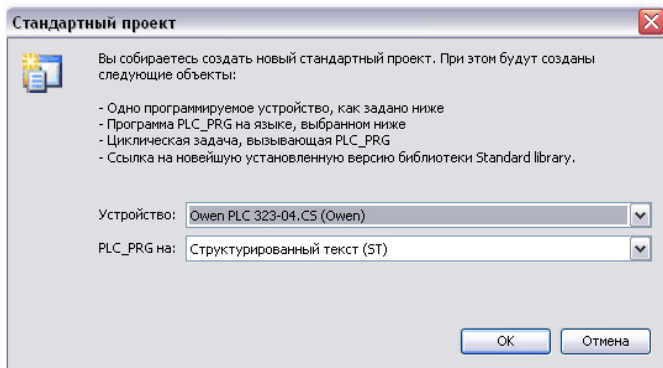 Стандартный проект
Вы собираетесь создать новый стандартный проект. При этом будут созданы
следующие объекты:
- Одно программируемое устройство, как задано ниже
- Программа PLC_PRG на языке, выбранном ниже
- Циклическая задача, вызывающая PLC_PRG
- Ссылка на новейшую установленную версию библиотеки Standard library.
Устройство: Owen PLC 323-04.CS (Owen)
PLC_PRG на: Структурированный текст (ST)
OK Отмена